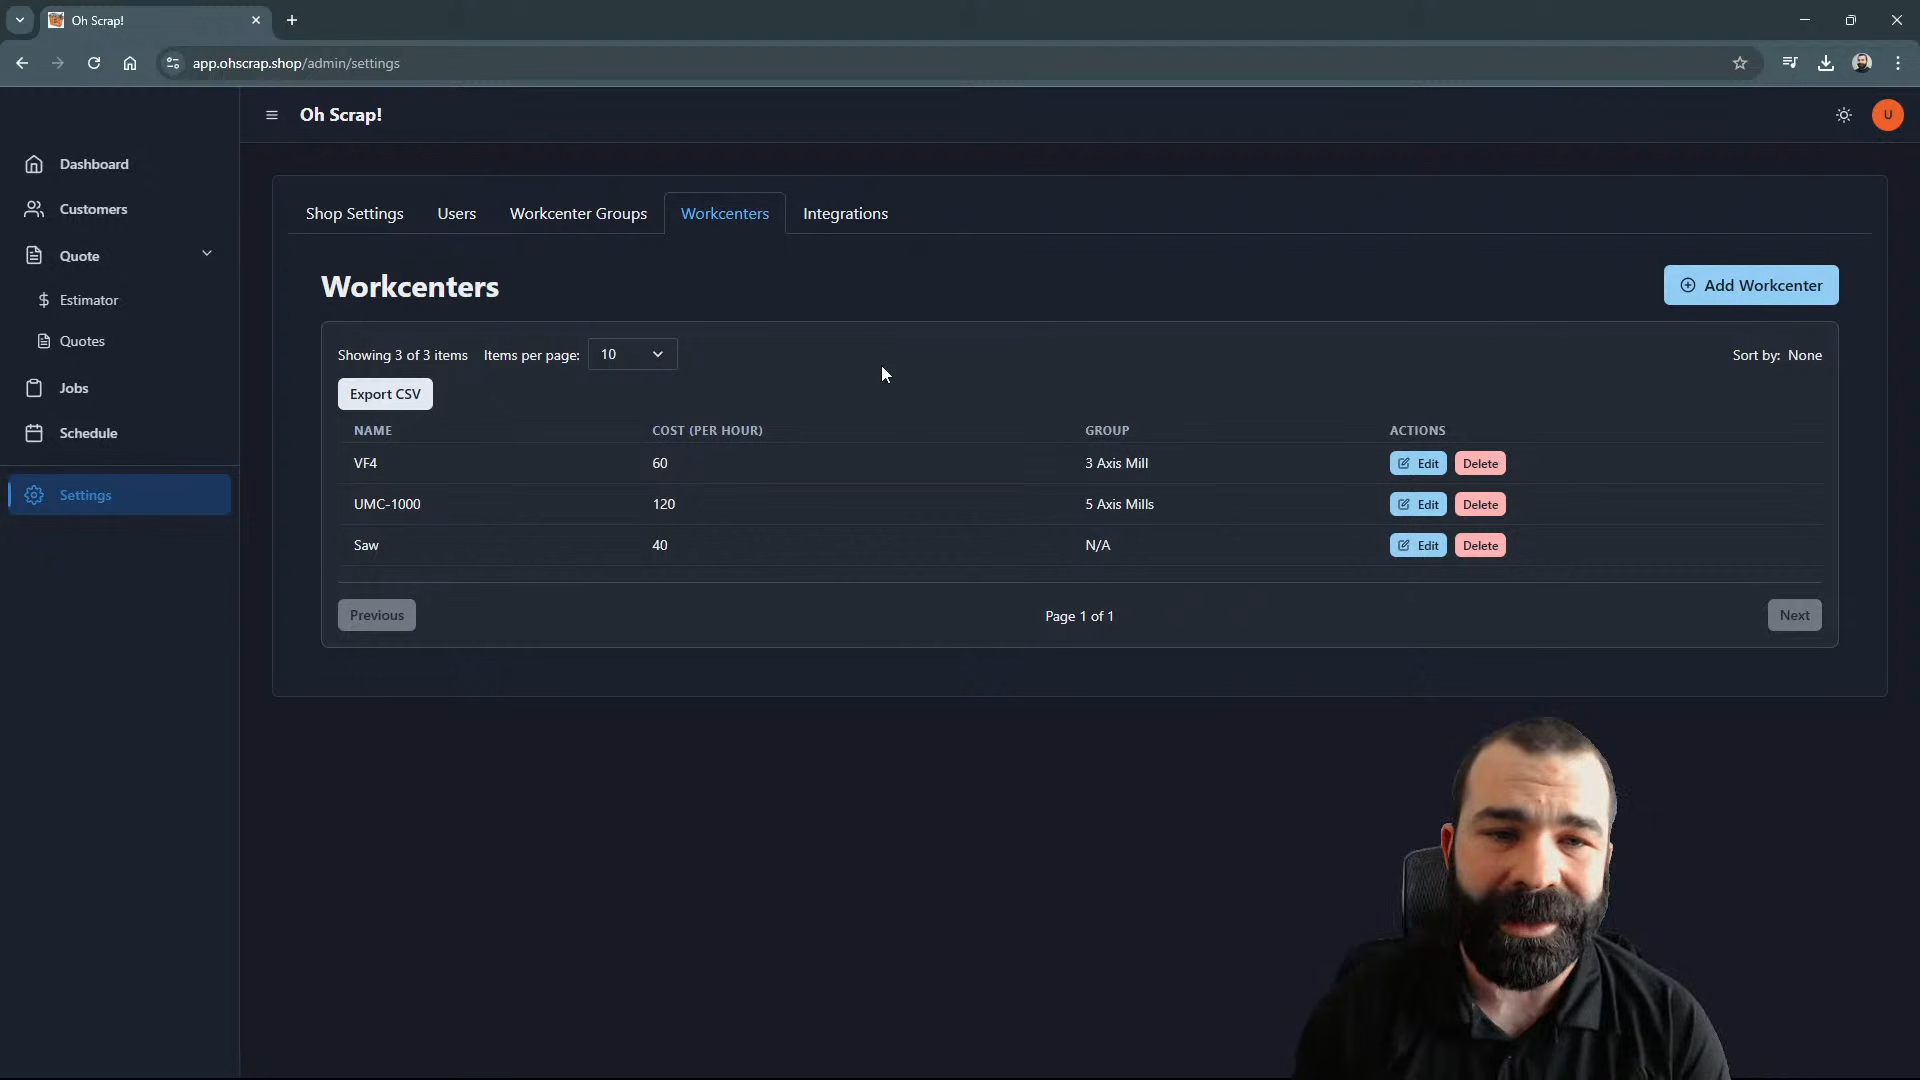 Oh Scrap!
app.ohscrap.shop/admin/settings
Oh Scrap!
U
Dashboard
Customers
Quote
Estimator
Quotes
Jobs
Schedule
Settings
Shop Settings Users Workcenter Groups Workcenters Integrations
Workcenters
Add Workcenter
Showing 3 of 3 items Items per page: 10
Sort by: None
Export CSV
NAME COST (PER HOUR) GROUP ACTIONS
VF4 60 3 Axis Mill Edit Delete
UMC-1000 120 5 Axis Mills Edit Delete
Saw 40 N/A Edit Delete
Previous Page 1 of 1 Next